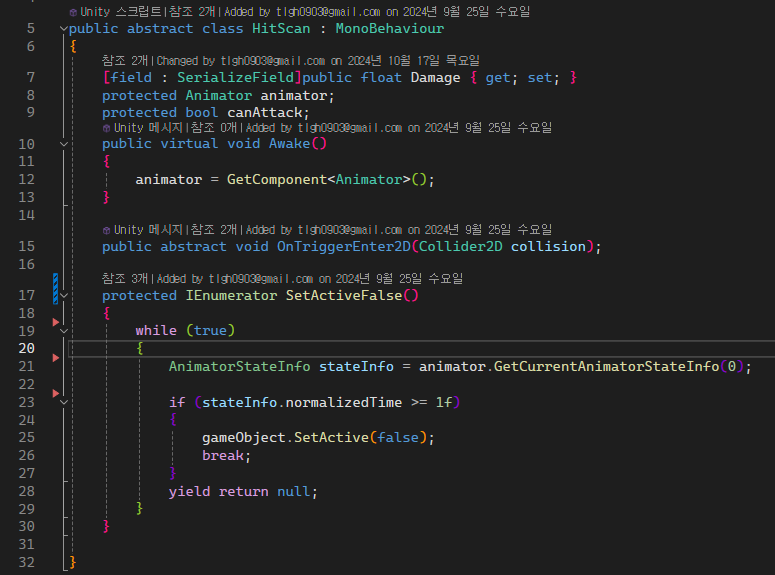 Unity 스크립트|참조 2개|Added by tlgh0903@gmail.com on 2024년 9월 25일 수요일
5 public abstract class HitScan : MonoBehaviour
6 {
참조 2개|Changed by tlgh0903@gmail.com on 2024년 10월 17일 목요일
7 [field : SerializeField]public float Damage { get; set; }
8 protected Animator animator;
9 protected bool canAttack;
Unity 메시지|참조 0개|Added by tlgh0903@gmail.com on 2024년 9월 25일 수요일
10 public virtual void Awake()
11 {
12 animator = GetComponent<Animator>();
13 }
14
Unity 메시지|참조 2개|Added by tlgh0903@gmail.com on 2024년 9월 25일 수요일
15 public abstract void OnTriggerEnter2D(Collider2D collision);
16
참조 3개|Added by tlgh0903@gmail.com on 2024년 9월 25일 수요일
17 protected IEnumerator SetActiveFalse()
18 {
19 while (true)
20 {
21 AnimatorStateInfo stateInfo = animator.GetCurrentAnimatorStateInfo(0);
22
23 if (stateInfo.normalizedTime >= 1f)
24 {
25 gameObject.SetActive(false);
26 break;
27 }
28 yield return null;
29 }
30 }
31
32 }